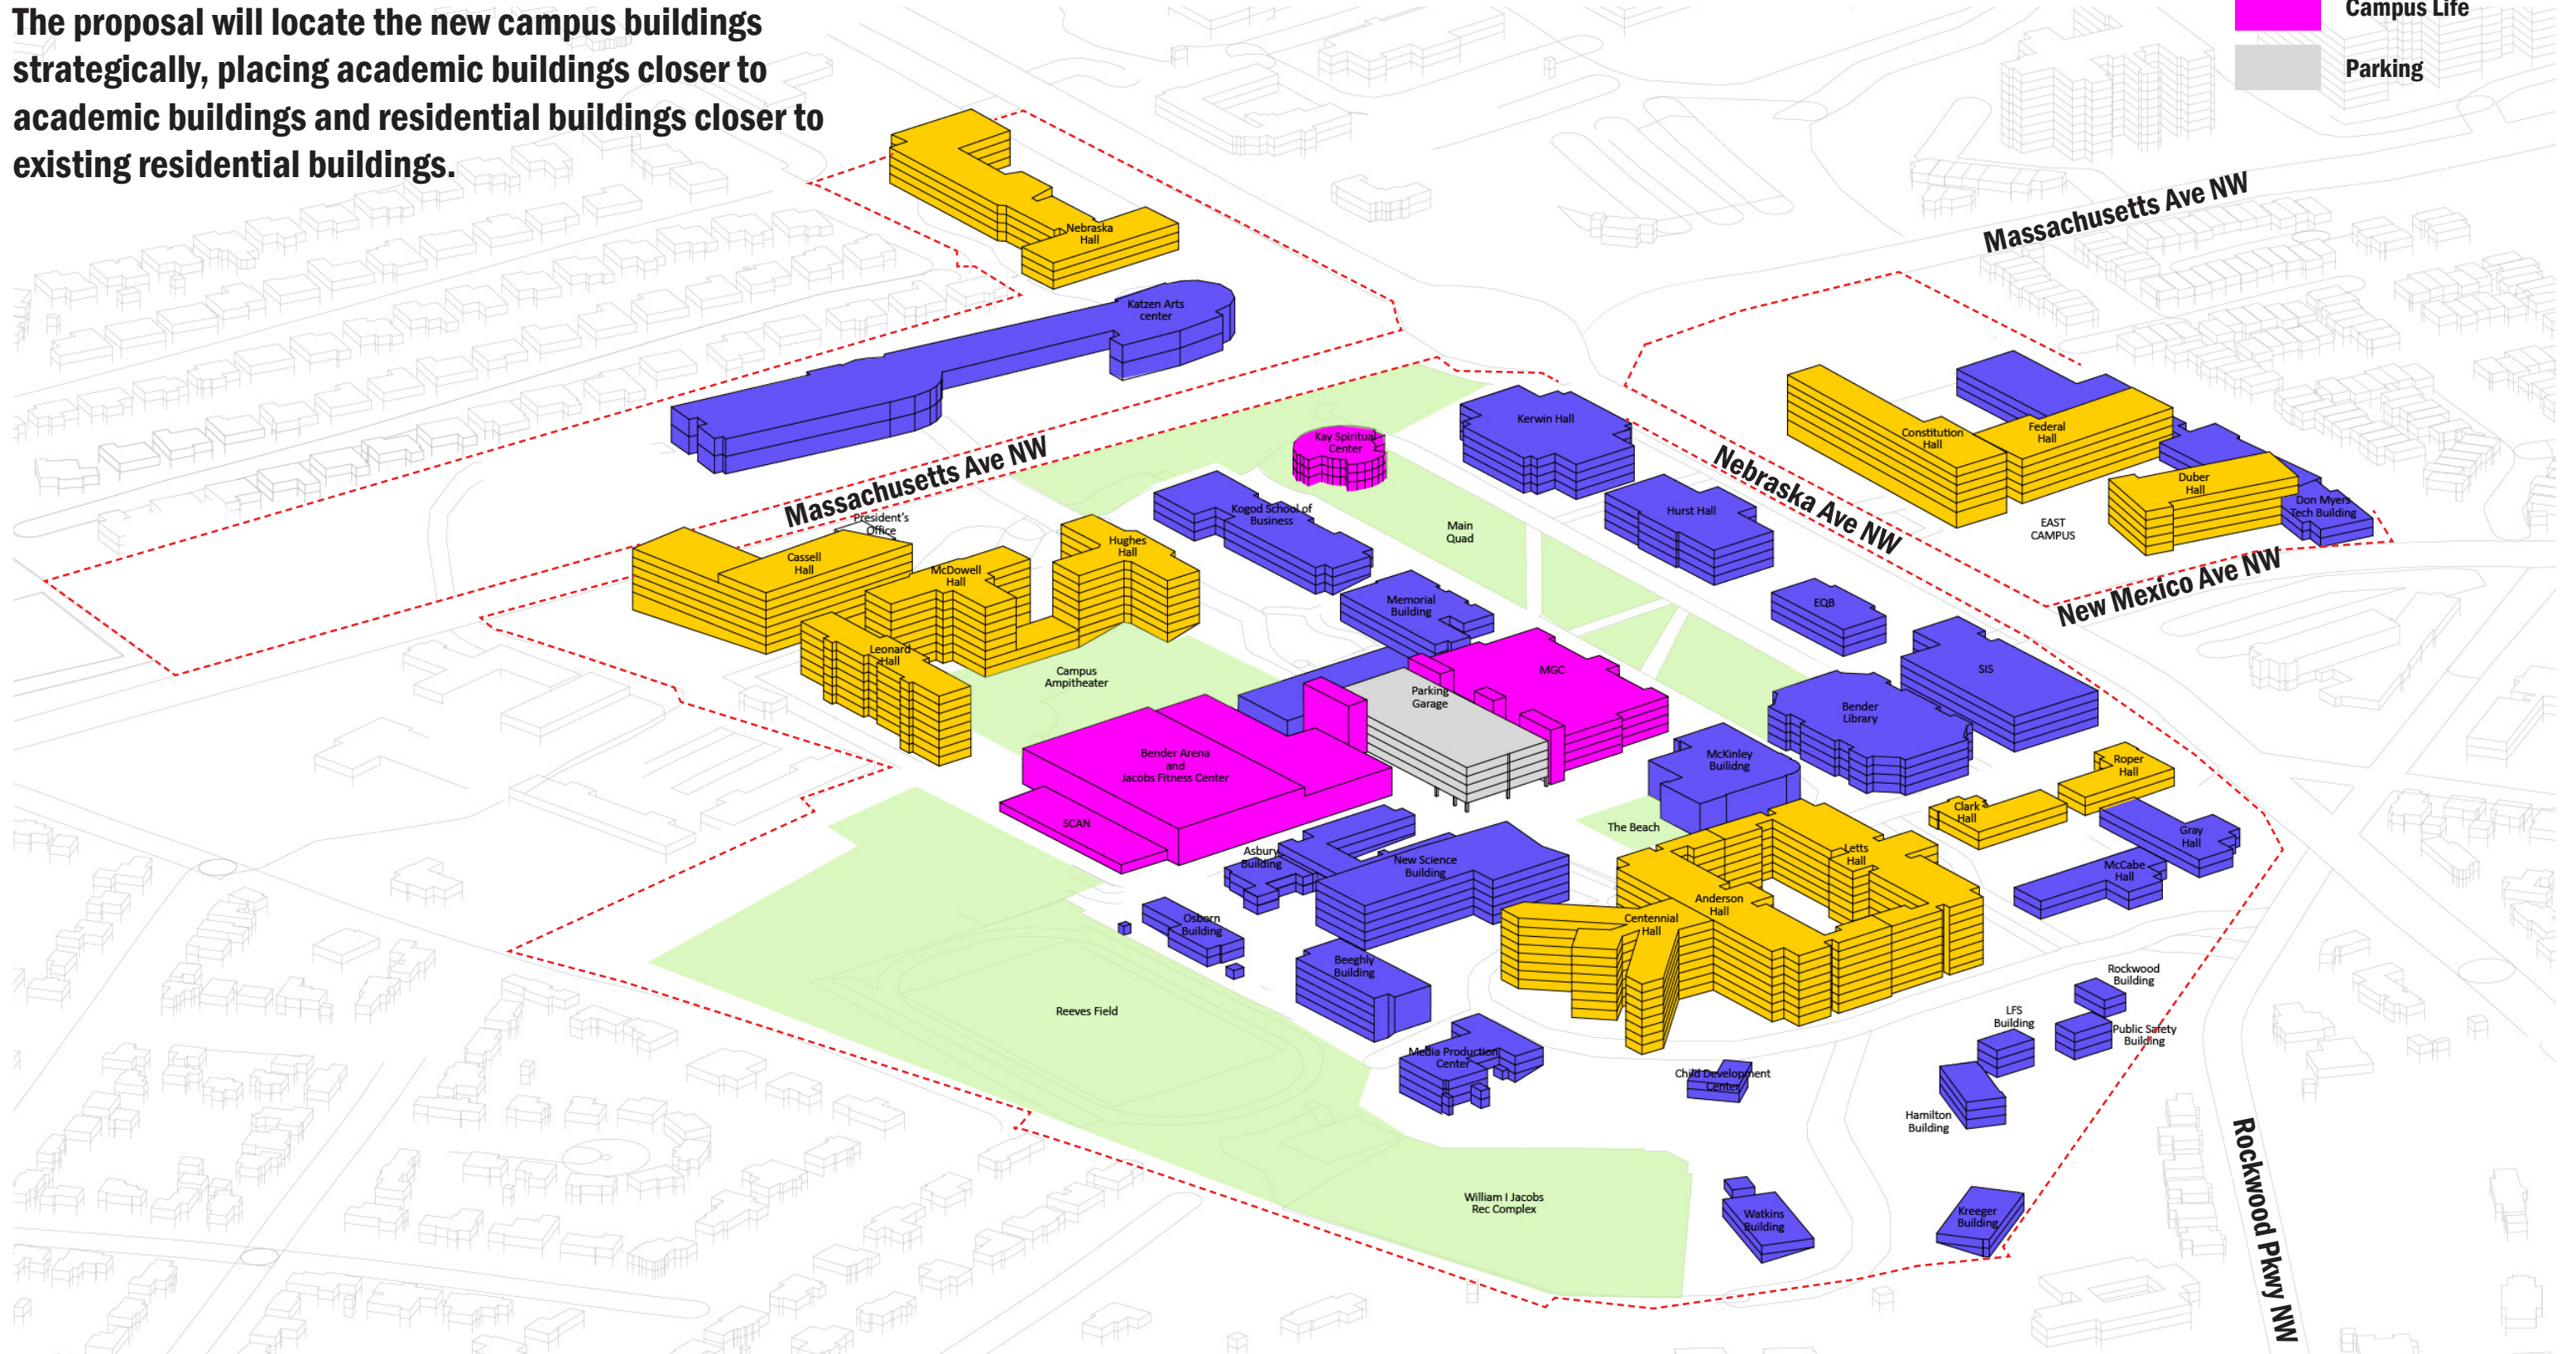 The proposal will locate the new campus buildings
strategically, placing academic buildings closer to
academic buildings and residential buildings closer to
existing residential buildings.
Campus Life
Parking
Massachusetts Ave NW
Nebraska
Hall
Katzen Arts
center
Massachusetts Ave NW
President's
Office
Cassell
Hall
McDowell
Hall
Hughes
Hall
Leonard
Hall
Campus
Ampitheater
Kay Spiritual
Center
Kogod School of
Business
Main
Quad
Kerwin Hall
Hurst Hall
Nebraska Ave NW
Constitution
Hall
Federal
Hall
Duber
Hall
Don Myers
Tech Building
EAST
CAMPUS
New Mexico Ave NW
Memorial
Building
EQB
SIS
MGC
Parking
Garage
Bender
Library
Bender Arena
and
Jacobs Fitness Center
SCAN
McKinley
Builidng
The Beach
Roper
Hall
Clark
Hall
Gray
Hall
McCabe
Hall
Letts
Hall
Anderson
Hall
Centennial
Hall
Asbury
Building
New Science
Building
Osborn
Building
Beeghly
Building
Reeves Field
Media Production
Center
Child Development
Center
Rockwood
Building
LFS
Building
Public Safety
Building
Hamilton
Building
William I Jacobs
Rec Complex
Watkins
Building
Kreeger
Building
Rockwood Pkwy NW